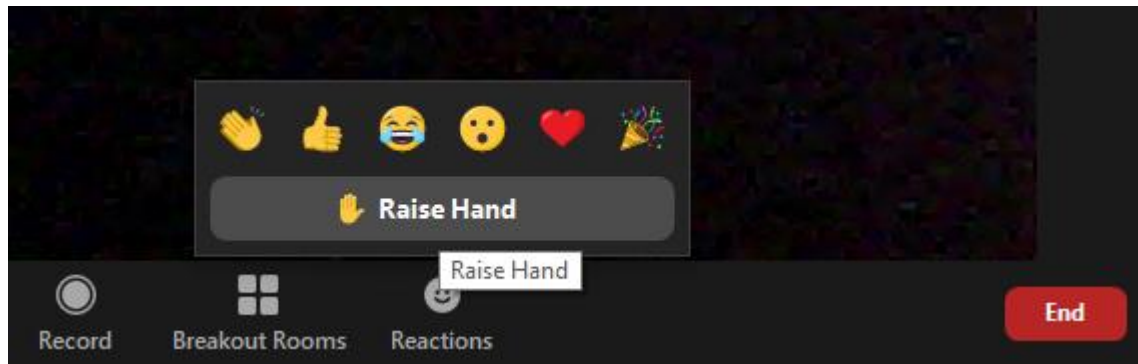 Raise Hand
Raise Hand
Record
Breakout Rooms
Reactions
End